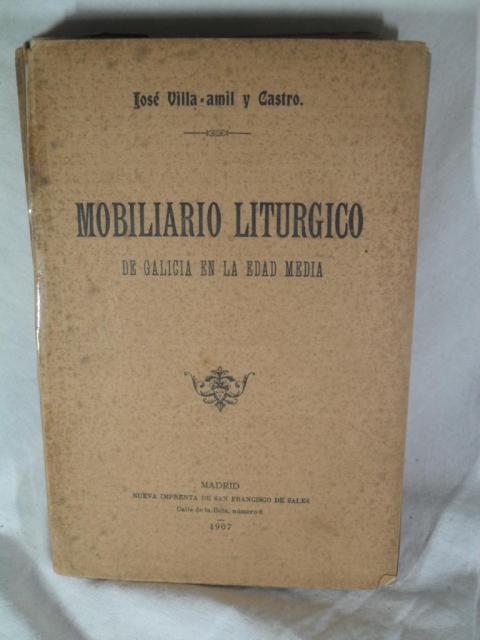 José Villa-amil y Castro.
MOBILIARIO LITURGICO
DE GALICIA EN LA EDAD MEDIA
MADRID
NUEVA IMPRENTA DE SAN FRANCISCO DE SALES
Calle de la Bola, número 8
1907